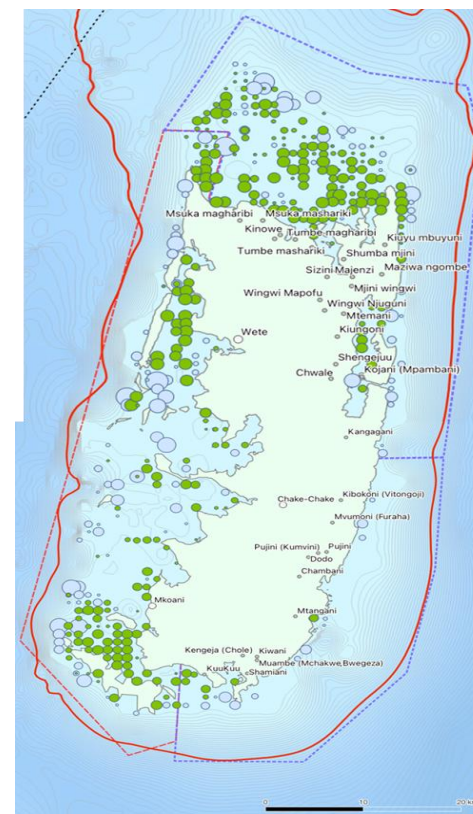 Msuka magharibi
Msuka mashariki
Kinowe
Tumbe magharibi
Kiuyu mbuyuni
Tumbe mashariki
Shumba mjini
Sizini
Majenzi
Maziwa ngombe
Wingwi Mapofu
Mjini wingwi
Wingwi Njuguni
Mtemani
Wete
Kiungoni
Shengejuu
Chwale
Kojani (Mpambani)
Kangagani
Chake-Chake
Kibokoni (Vitongoji)
Mvumoni (Furaha)
Pujini (Kumvini)
Pujini
Dodo
Chambani
Mkoani
Mtangani
Kengeja (Chole)
Kiwani
Muambe (Mchakwe,Bwegeza)
KuuKuu
Shamiani
0 10 20 k